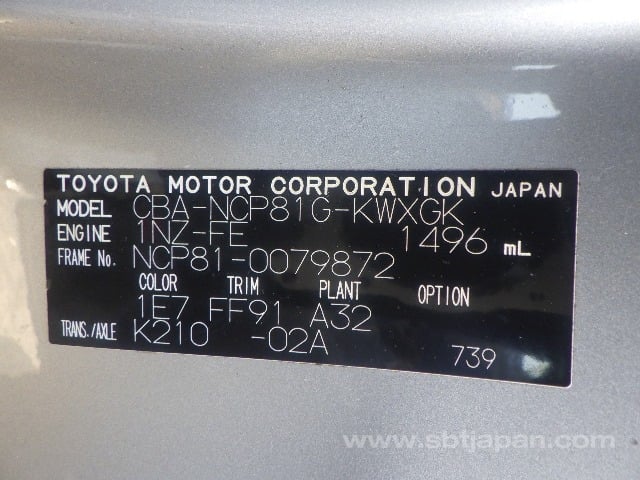 TOYOTA MOTOR CORPORATION JAPAN
MODEL CBA-NCP81G-KWXGK
ENGINE 1NZ-FE 1496 mL
FRAME No. NCP81-0079872
COLOR TRIM PLANT OPTION
1E7 FF91 A32
TRANS./AXLE K210 -02A 739
www.sbtjapan.com